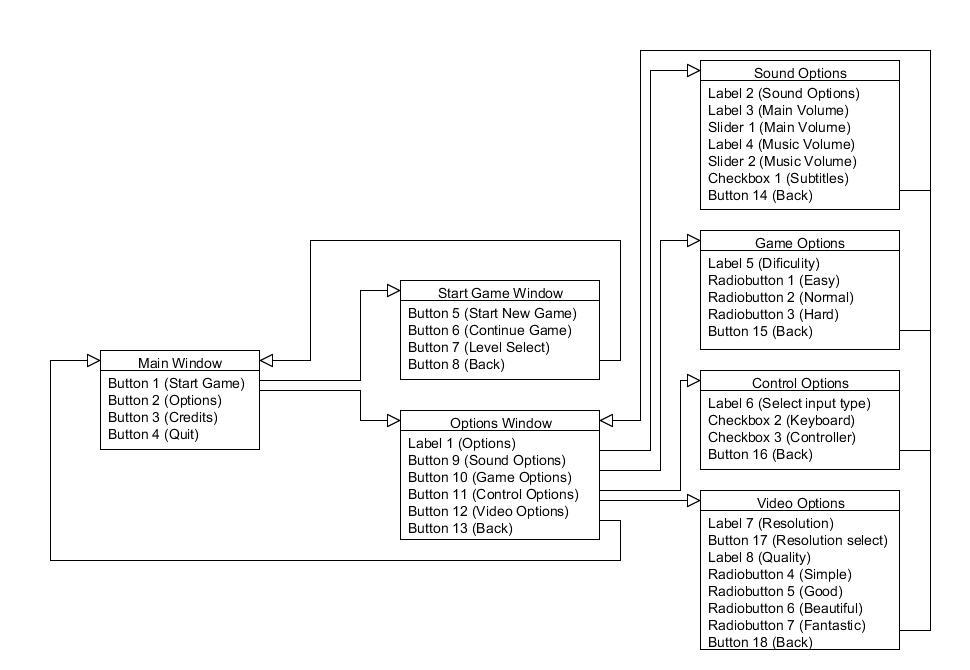 Main Window
Button 1 (Start Game)
Button 2 (Options)
Button 3 (Credits)
Button 4 (Quit)
Start Game Window
Button 5 (Start New Game)
Button 6 (Continue Game)
Button 7 (Level Select)
Button 8 (Back)
Options Window
Label 1 (Options)
Button 9 (Sound Options)
Button 10 (Game Options)
Button 11 (Control Options)
Button 12 (Video Options)
Button 13 (Back)
Sound Options
Label 2 (Sound Options)
Label 3 (Main Volume)
Slider 1 (Main Volume)
Label 4 (Music Volume)
Slider 2 (Music Volume)
Checkbox 1 (Subtitles)
Button 14 (Back)
Game Options
Label 5 (Dificulity)
Radiobutton 1 (Easy)
Radiobutton 2 (Normal)
Radiobutton 3 (Hard)
Button 15 (Back)
Control Options
Label 6 (Select input type)
Checkbox 2 (Keyboard)
Checkbox 3 (Controller)
Button 16 (Back)
Video Options
Label 7 (Resolution)
Button 17 (Resolution select)
Label 8 (Quality)
Radiobutton 4 (Simple)
Radiobutton 5 (Good)
Radiobutton 6 (Beautiful)
Radiobutton 7 (Fantastic)
Button 18 (Back)